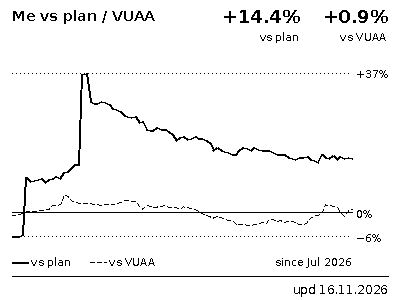 Me vs plan / VUAA +14.4% +0.9%
vs plan vs VUAA
+37%
0%
−6%
vs plan vs VUAA since Jul 2026
upd 16.11.2026